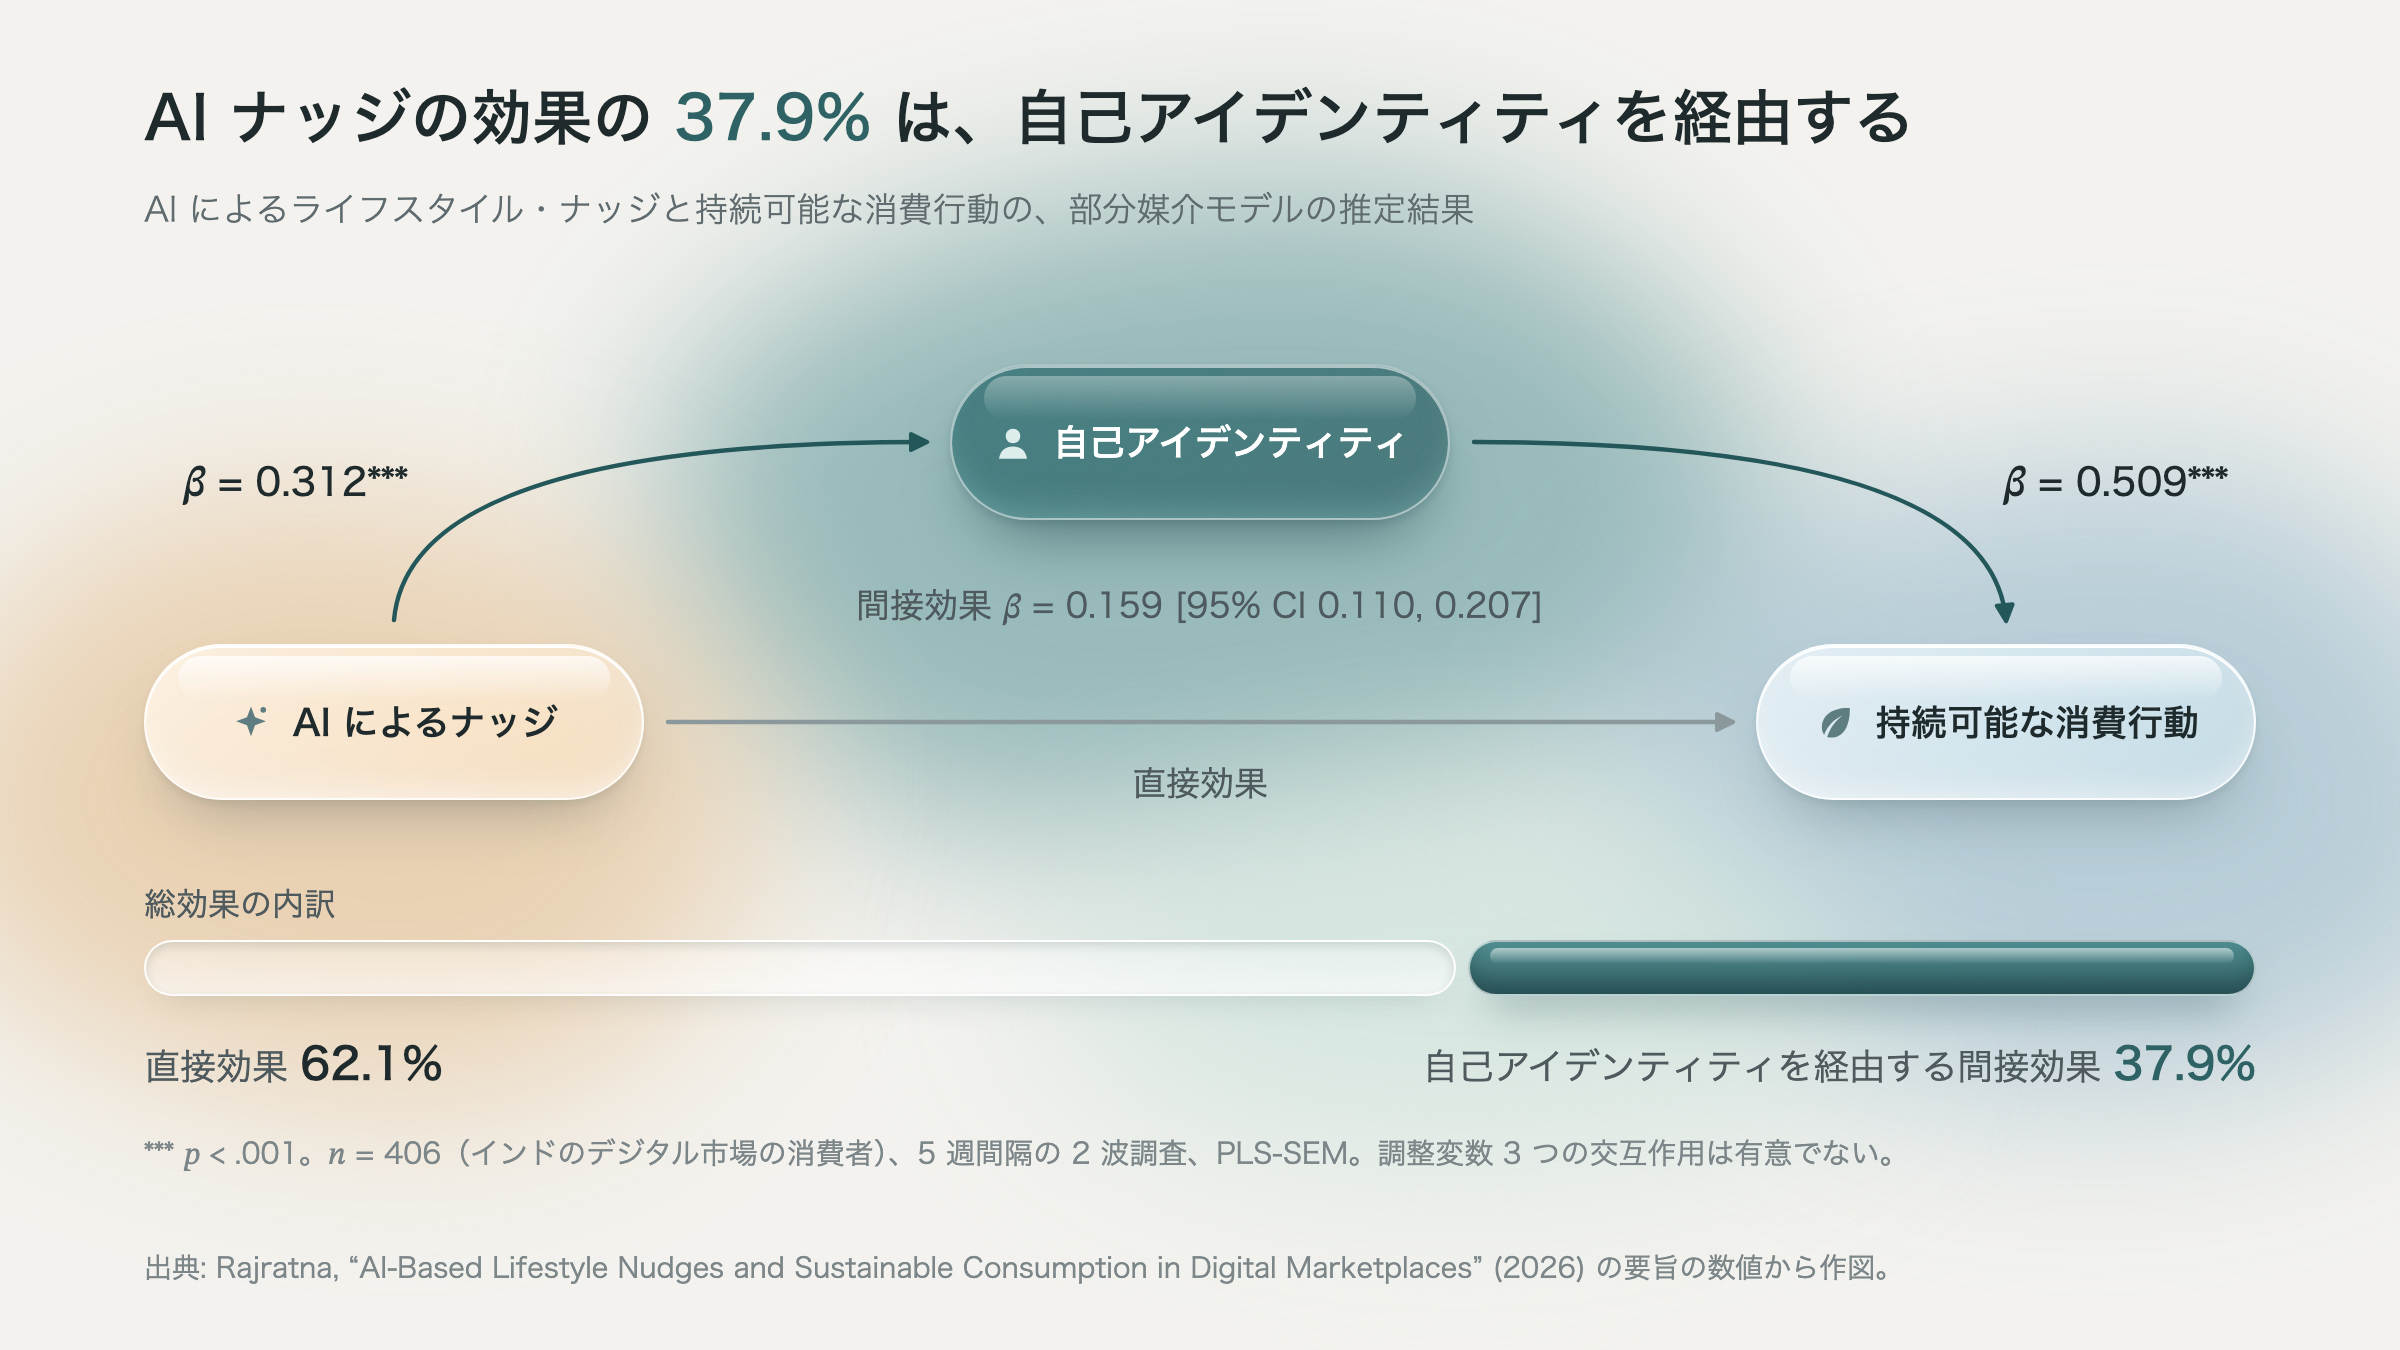 AI ナッジの効果の 37.9% は、自己アイデンティティを経由する
AI によるライフスタイル・ナッジと持続可能な消費行動の、部分媒介モデルの推定結果
自己アイデンティティ
β = 0.312***
β = 0.509***
間接効果 β = 0.159 [95% CI 0.110, 0.207]
AI によるナッジ
持続可能な消費行動
直接効果
総効果の内訳
直接効果 62.1%
自己アイデンティティを経由する間接効果 37.9%
*** p < .001。n = 406（インドのデジタル市場の消費者）、5 週間隔の 2 波調査、PLS-SEM。調整変数 3 つの交互作用は有意でない。
出典: Rajratna, “AI-Based Lifestyle Nudges and Sustainable Consumption in Digital Marketplaces” (2026) の要旨の数値から作図。